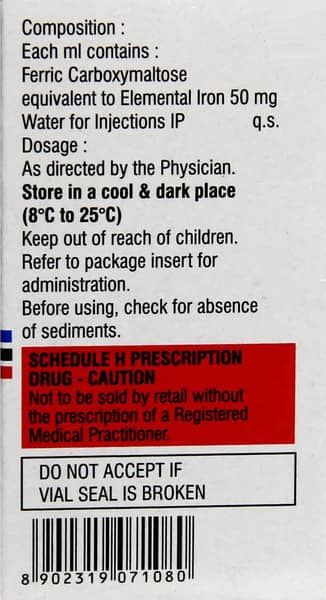 Composition :
Each ml contains :
Ferric Carboxymaltose
equivalent to Elemental Iron 50 mg
Water for Injections IP q.s.
Dosage :
As directed by the Physician.
Store in a cool & dark place
(8°C to 25°C)
Keep out of reach of children.
Refer to package insert for
administration.
Before using, check for absence
of sediments.
SCHEDULE H PRESCRIPTION
DRUG - CAUTION
Not to be sold by retail without
the prescription of a Registered
Medical Practitioner.
DO NOT ACCEPT IF
VIAL SEAL IS BROKEN
8 902319 071080